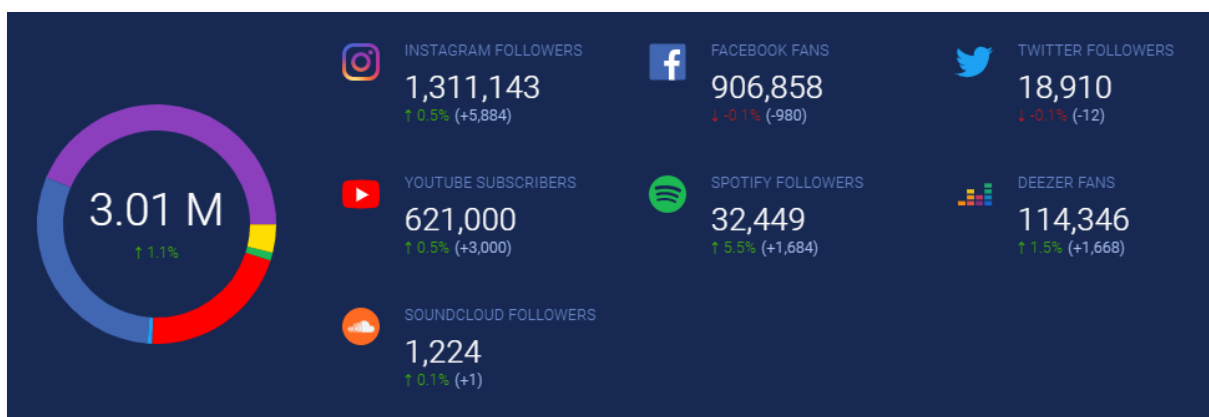 INSTAGRAM FOLLOWERS
1,311,143
↑ 0.5% (+5,884)
FACEBOOK FANS
906,858
↓ -0.1% (-980)
TWITTER FOLLOWERS
18,910
↓ -0.1% (-12)
3.01 M
↑ 1.1%
YOUTUBE SUBSCRIBERS
621,000
↑ 0.5% (+3,000)
SPOTIFY FOLLOWERS
32,449
↑ 5.5% (+1,684)
DEEZER FANS
114,346
↑ 1.5% (+1,668)
SOUNDCLOUD FOLLOWERS
1,224
↑ 0.1% (+1)